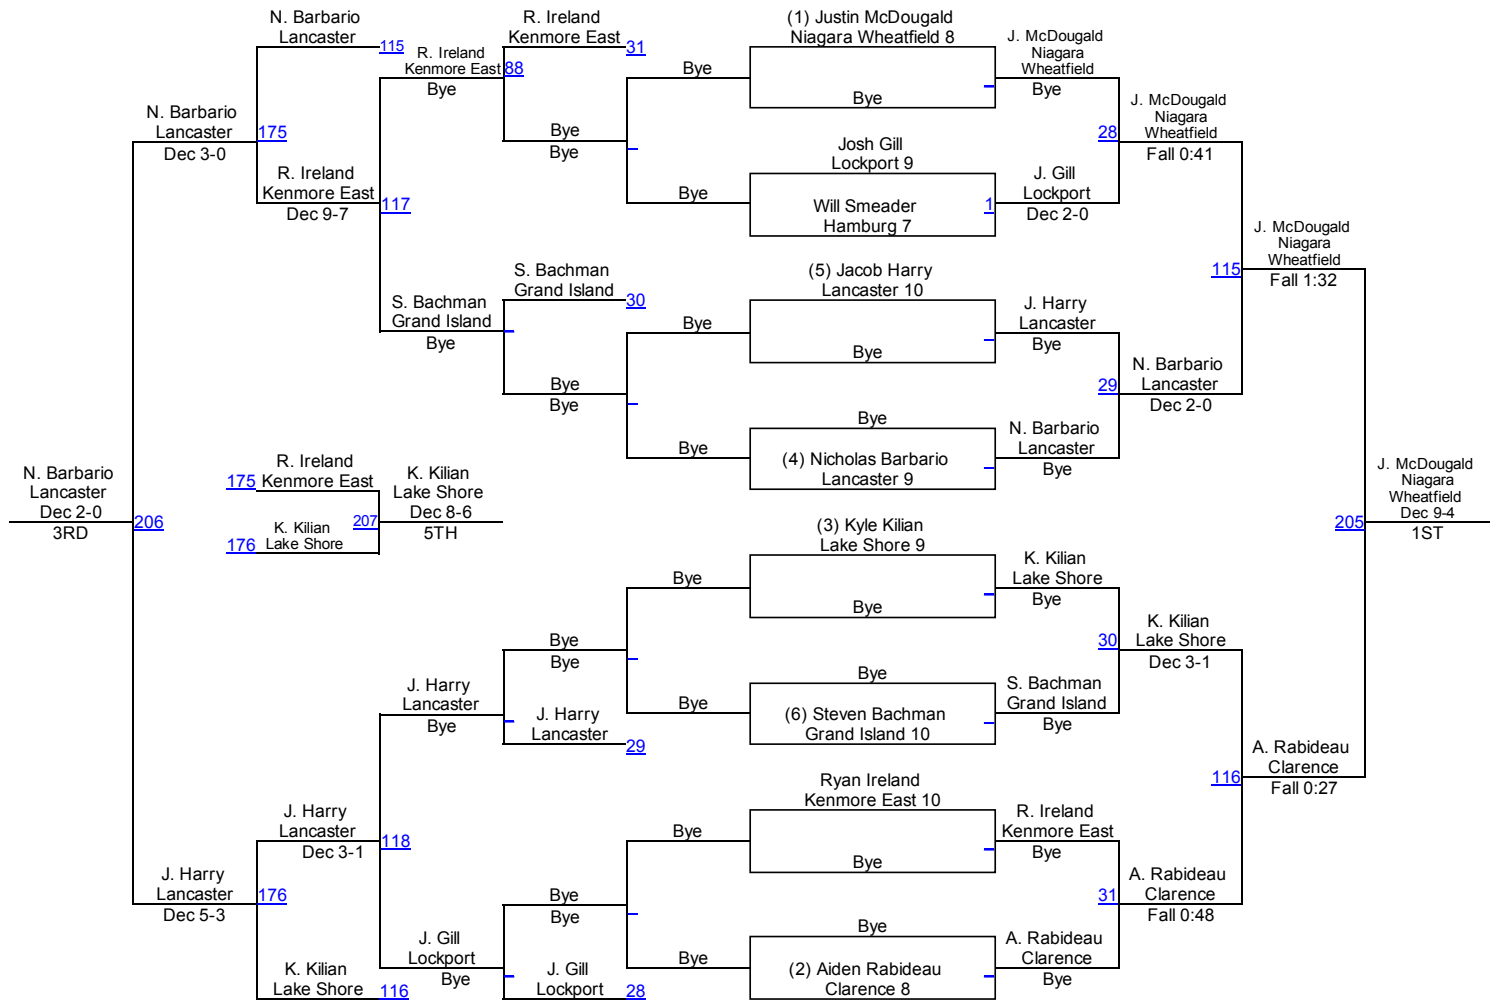 N. Barbario
Lancaster
115
N. Barbario
Lancaster
175
Dec 3-0
R. Ireland
Kenmore East
117
Dec 9-7
R. Ireland
Kenmore East
88
Bye
R. Ireland
Kenmore East
31
Bye
Bye
S. Bachman
Grand Island
Bye
S. Bachman
Grand Island
30
Bye
Bye
Bye
Bye
Bye
Bye
(1) Justin McDougald
Niagara Wheatfield 8
Bye
Josh Gill
Lockport 9
Will Smeader
Hamburg 7
1
(5) Jacob Harry
Lancaster 10
Bye
Bye
(4) Nicholas Barbario
Lancaster 9
J. McDougald
Niagara
Wheatfield
Bye
28
J. Gill
Lockport
Dec 2-0
J. McDougald
Niagara
Wheatfield
Fall 0:41
115
J. Harry
Lancaster
Bye
29
N. Barbario
Lancaster
Bye
N. Barbario
Lancaster
Dec 2-0
J. McDougald
Niagara
Wheatfield
Fall 1:32
N. Barbario
Lancaster
Dec 2-0
3RD
206
R. Ireland
175
Kenmore East
K. Kilian
176
Lake Shore
207
K. Kilian
Lake Shore
Dec 8-6
5TH
J. McDougald
Niagara
Wheatfield
Dec 9-4
205
1ST
(3) Kyle Kilian
Lake Shore 9
Bye
Bye
(6) Steven Bachman
Grand Island 10
Ryan Ireland
Kenmore East 10
Bye
Bye
(2) Aiden Rabideau
Clarence 8
Bye
Bye
Bye
Bye
Bye
Bye
J. Harry
Lancaster
29
J. Harry
Lancaster
Bye
J. Harry
Lancaster
118
Dec 3-1
J. Harry
Lancaster
176
Dec 5-3
Bye
Bye
J. Gill
Lockport
28
J. Gill
Lockport
Bye
K. Kilian
Lake Shore
116
K. Kilian
Lake Shore
Bye
30
S. Bachman
Grand Island
Bye
K. Kilian
Lake Shore
Dec 3-1
116
R. Ireland
Kenmore East
Bye
31
A. Rabideau
Clarence
Bye
A. Rabideau
Clarence
Fall 0:48
A. Rabideau
Clarence
Fall 0:27